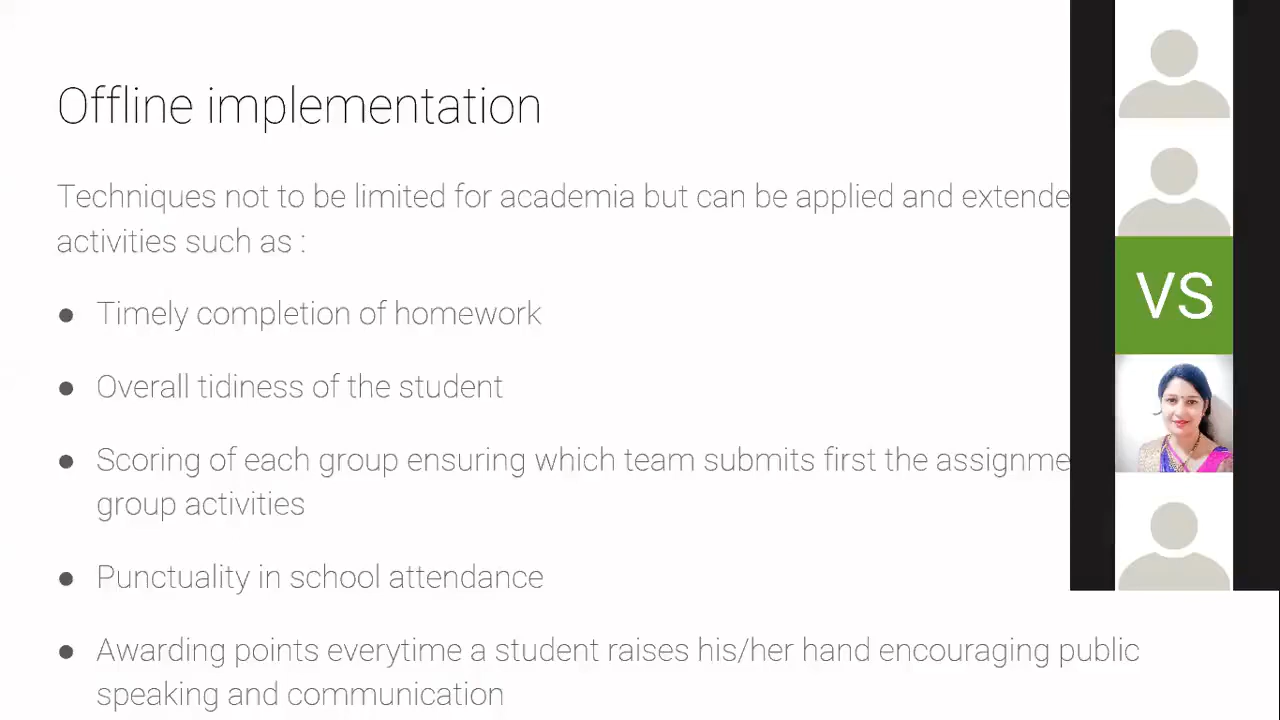 Offline implementation
Techniques not to be limited for academia but can be applied and extende
activities such as :
● Timely completion of homework
● Overall tidiness of the student
● Scoring of each group ensuring which team submits first the assignme
group activities
● Punctuality in school attendance
● Awarding points everytime a student raises his/her hand encouraging public
speaking and communication
VS